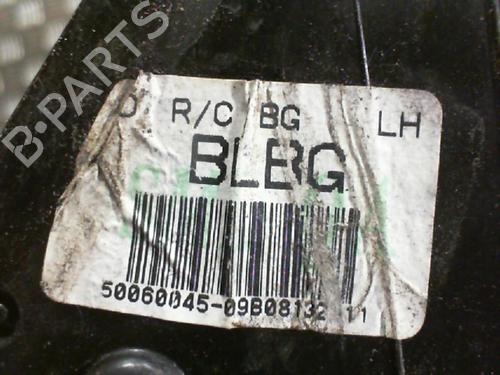 B-PARTS
D R/C BG LH
BLBG
50060045-09B08132 11